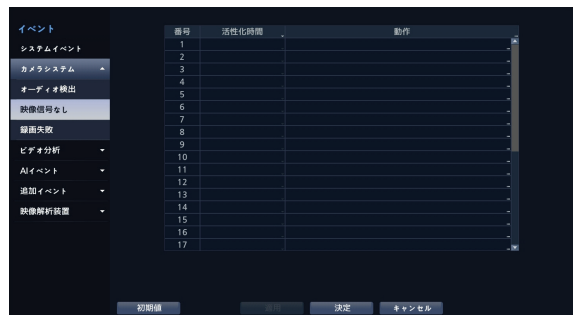 イベント
システムイベント
カメラシステム
オーディオ検出
映像信号なし
録画失敗
ビデオ分析
AIイベント
追加イベント
映像解析装置
番号 活性化時間 動作
1
2
3
4
5
6
7
8
9
10
11
12
13
14
15
16
17
初期値 適用 決定 キャンセル